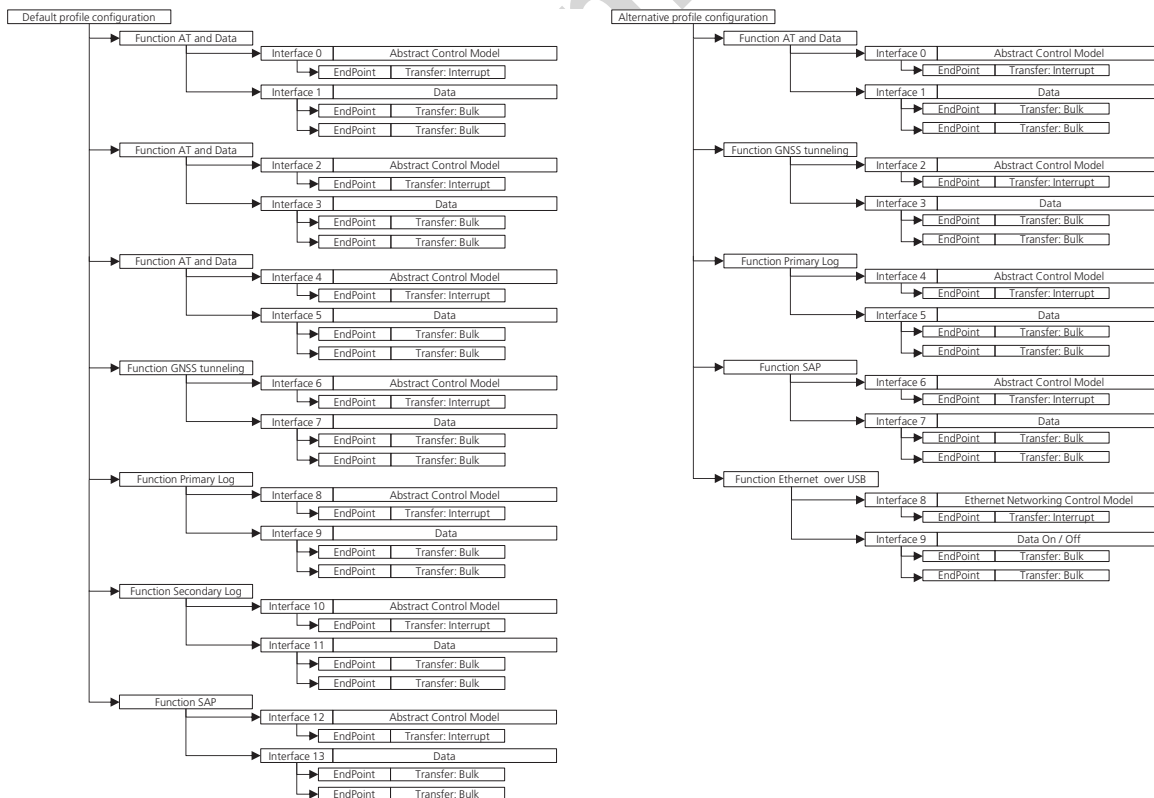 Default profile configuration
Function AT and Data
Interface 0 Abstract Control Model
EndPoint Transfer: Interrupt
Interface 1 Data
EndPoint Transfer: Bulk
EndPoint Transfer: Bulk
Function AT and Data
Interface 2 Abstract Control Model
EndPoint Transfer: Interrupt
Interface 3 Data
EndPoint Transfer: Bulk
EndPoint Transfer: Bulk
Function AT and Data
Interface 4 Abstract Control Model
EndPoint Transfer: Interrupt
Interface 5 Data
EndPoint Transfer: Bulk
EndPoint Transfer: Bulk
Function GNSS tunneling
Interface 6 Abstract Control Model
EndPoint Transfer: Interrupt
Interface 7 Data
EndPoint Transfer: Bulk
EndPoint Transfer: Bulk
Function Primary Log
Interface 8 Abstract Control Model
EndPoint Transfer: Interrupt
Interface 9 Data
EndPoint Transfer: Bulk
EndPoint Transfer: Bulk
Function Secondary Log
Interface 10 Abstract Control Model
EndPoint Transfer: Interrupt
Interface 11 Data
EndPoint Transfer: Bulk
EndPoint Transfer: Bulk
Function SAP
Interface 12 Abstract Control Model
EndPoint Transfer: Interrupt
Interface 13 Data
EndPoint Transfer: Bulk
EndPoint Transfer: Bulk
Alternative profile configuration
Function AT and Data
Interface 0 Abstract Control Model
EndPoint Transfer: Interrupt
Interface 1 Data
EndPoint Transfer: Bulk
EndPoint Transfer: Bulk
Function GNSS tunneling
Interface 2 Abstract Control Model
EndPoint Transfer: Interrupt
Interface 3 Data
EndPoint Transfer: Bulk
EndPoint Transfer: Bulk
Function Primary Log
Interface 4 Abstract Control Model
EndPoint Transfer: Interrupt
Interface 5 Data
EndPoint Transfer: Bulk
EndPoint Transfer: Bulk
Function SAP
Interface 6 Abstract Control Model
EndPoint Transfer: Interrupt
Interface 7 Data
EndPoint Transfer: Bulk
EndPoint Transfer: Bulk
Function Ethernet over USB
Interface 8 Ethernet Networking Control Model
EndPoint Transfer: Interrupt
Interface 9 Data On / Off
EndPoint Transfer: Bulk
EndPoint Transfer: Bulk